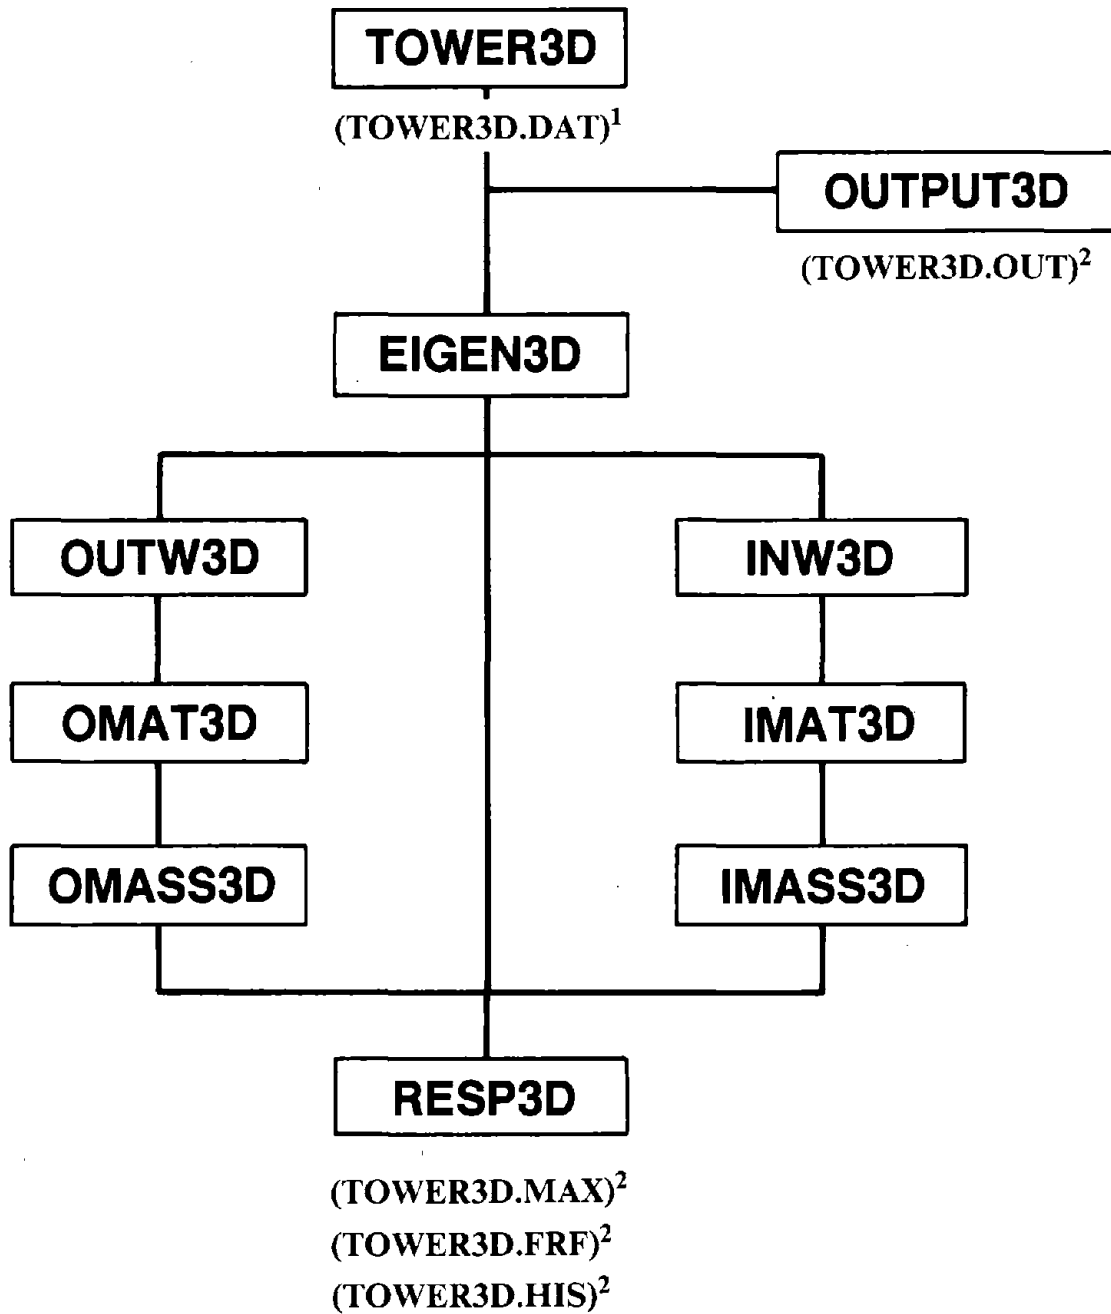 TOWER3D
(TOWER3D.DAT)¹
OUTPUT3D
(TOWER3D.OUT)²
EIGEN3D
OUTW3D
INW3D
OMAT3D
IMAT3D
OMASS3D
IMASS3D
RESP3D
(TOWER3D.MAX)²
(TOWER3D.FRF)²
(TOWER3D.HIS)²